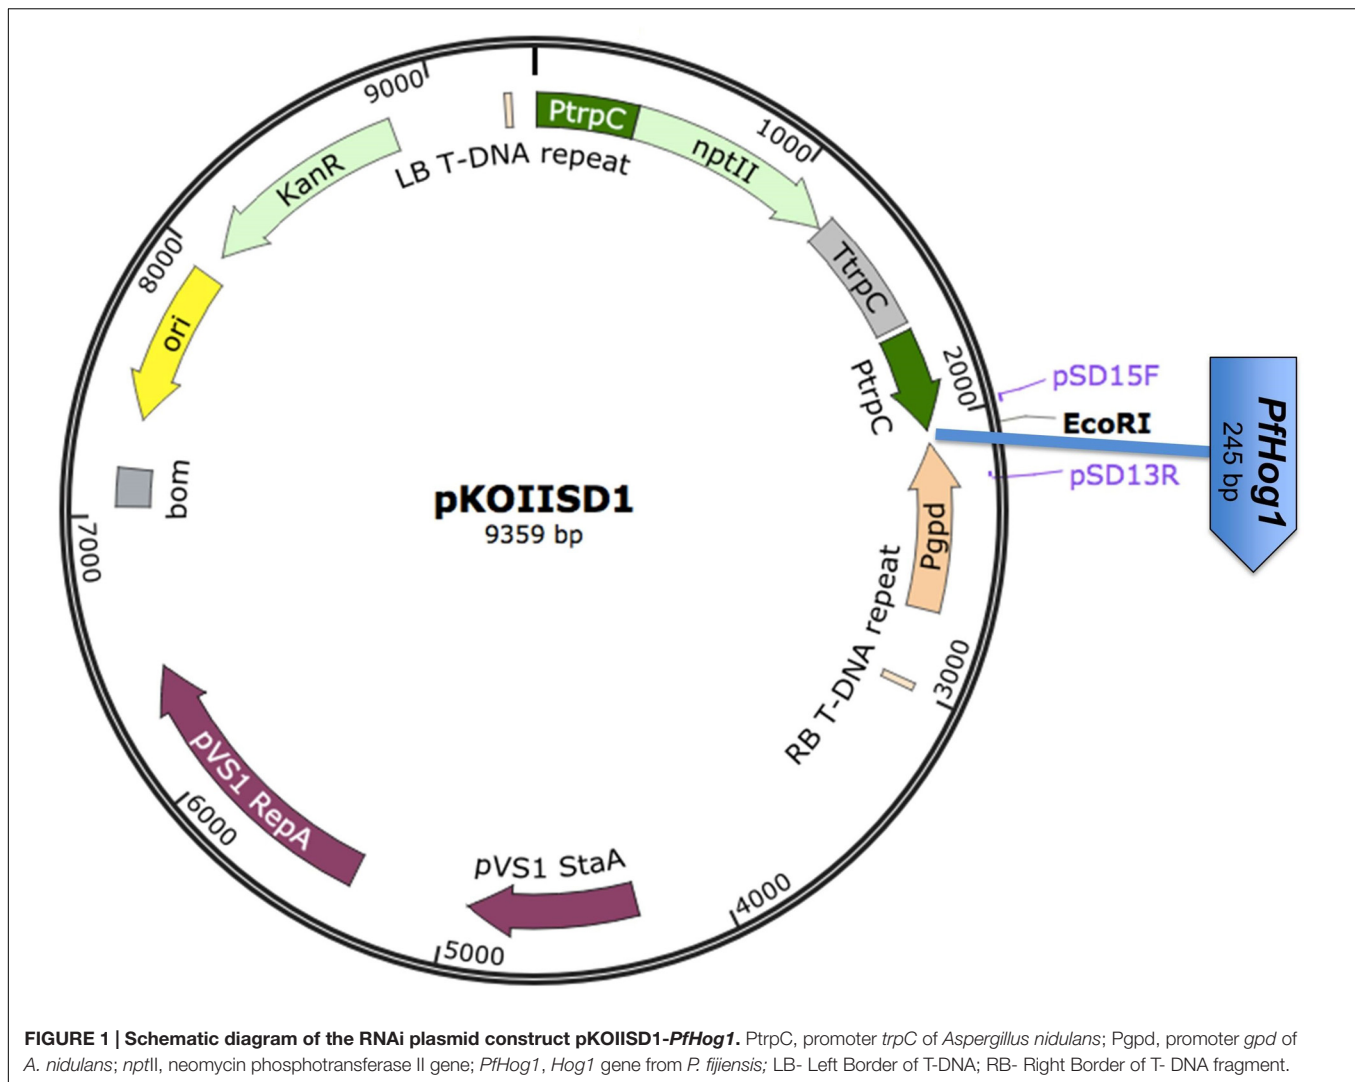 9000
LB T-DNA repeat
PtrpC
nptII
1000
KanR
TtrpC
8000
ori
PtrpC
2000
pSD15F
EcoRI
pSD13R
PfHog1
245 bp
bom
pKOIISD1
9359 bp
7000
Pgpd
RB T-DNA repeat
3000
pVS1 RepA
6000
pVS1 StaA
5000
4000
FIGURE 1 | Schematic diagram of the RNAi plasmid construct pKOIISD1-PfHog1. PtrpC, promoter trpC of Aspergillus nidulans; Pgpd, promoter gpd of
A. nidulans; nptII, neomycin phosphotransferase II gene; PfHog1, Hog1 gene from P. fijiensis; LB- Left Border of T-DNA; RB- Right Border of T- DNA fragment.